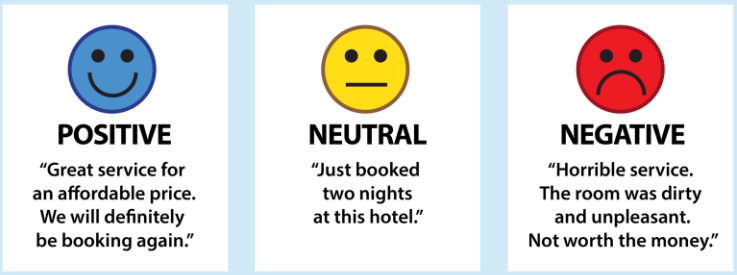 POSITIVE
“Great service for
an affordable price.
We will definitely
be booking again.”
NEUTRAL
“Just booked
two nights
at this hotel.”
NEGATIVE
“Horrible service.
The room was dirty
and unpleasant.
Not worth the money.”